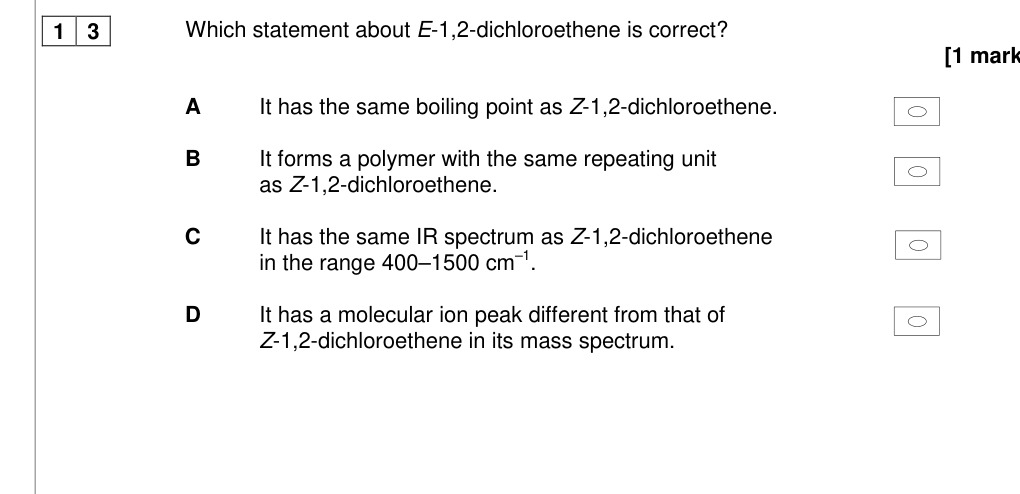 1 3 Which statement about E-1,2-dichloroethene is correct?
[1 mark
A It has the same boiling point as Z-1,2-dichloroethene.
B It forms a polymer with the same repeating unit
as Z-1,2-dichloroethene.
C It has the same IR spectrum as Z-1,2-dichloroethene
in the range 400–1500 cm⁻¹.
D It has a molecular ion peak different from that of
Z-1,2-dichloroethene in its mass spectrum.